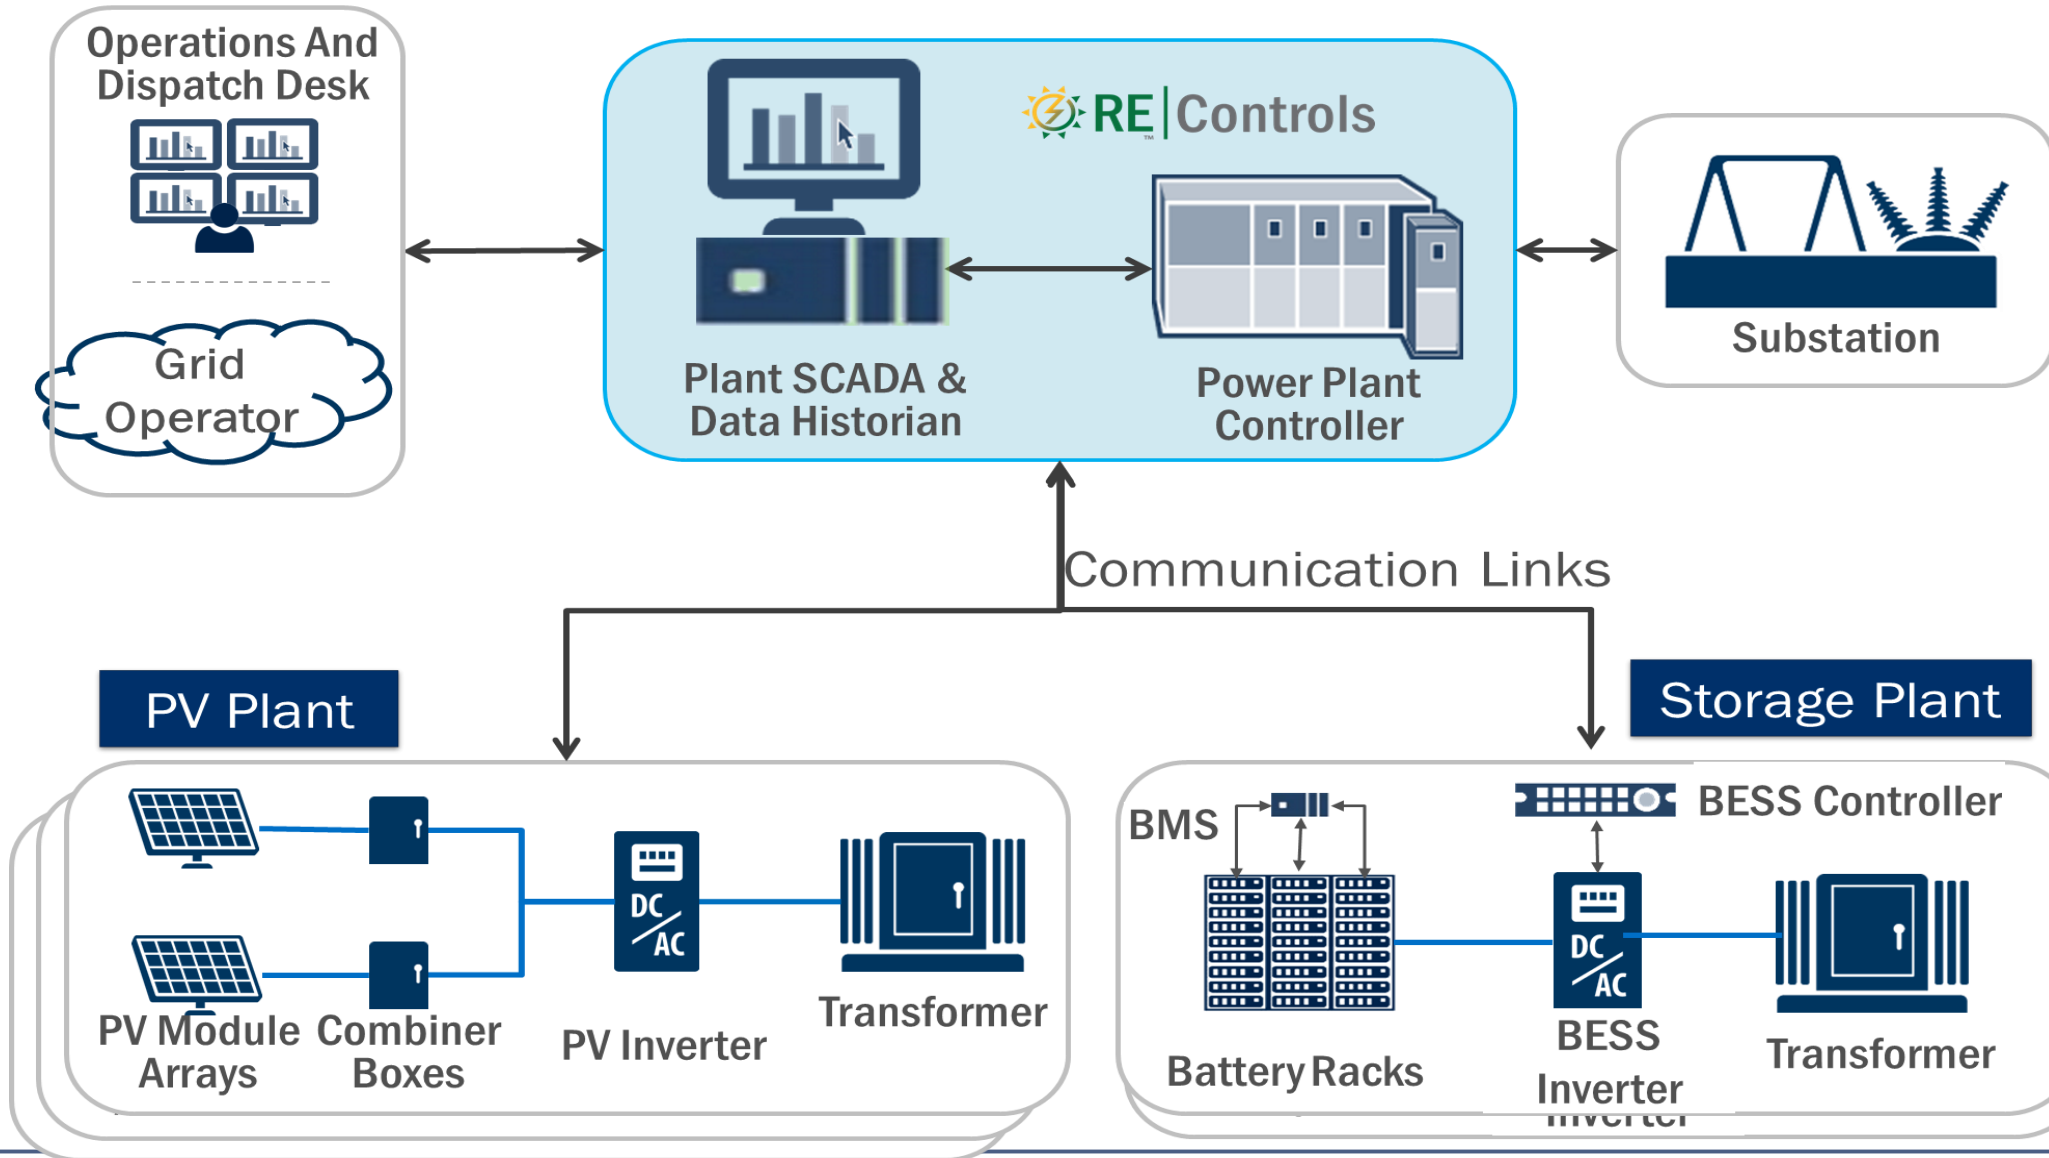 Operations And
Dispatch Desk
Grid
Operator
RE|Controls
™
Plant SCADA &
Data Historian
Power Plant
Controller
Substation
Communication Links
PV Plant
Storage Plant
BMS
BESS Controller
DC
AC
DC
AC
PV Module
Arrays
Combiner
Boxes
PV Inverter
Transformer
Battery Racks
BESS
Inverter
Transformer
Inverter